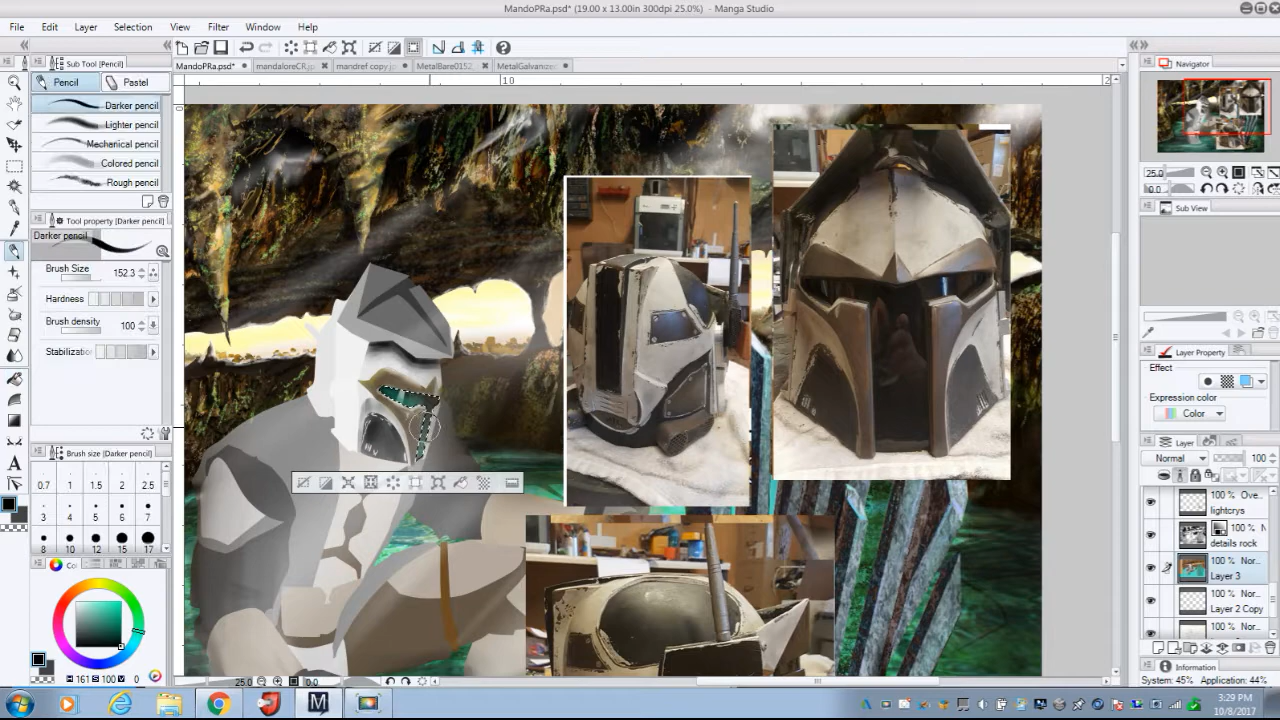 MandoPRa.psd* (19.00 x 13.00in 300dpi 25.0%) - Manga Studio
File Edit Layer Selection View Filter Window Help
Sub Tool [Pencil]
MandoPRa.psd* mandaloreCR.jp mandref copy.jpg MetalBare0152_ MetalGalvanize
Navigator
Pencil Pastel
10 2
Darker pencil
Lighter pencil
Mechanical pencil
Colored pencil
Rough pencil
25.0
0.0
Sub View
Tool property [Darker pencil]
Darker pencil
Brush Size 152.3
Hardness
Brush density 100
Stabilization
Layer Property
Effect
Expression color
Color
Brush size [Darker pencil]
Layer
Normal 100
0.7 1 1.5 2 2.5
3 4 5 6 7
8 10 12 15 17
100 % Ove..
lightcrys
100 % N
details rock
100 % Nor..
Layer 3
100 % Nor..
Layer 2 Copy
100 % Nor..
Information
System: 45% Application: 44%
H 161 S 100 V 0
25.0 0.0
3:29 PM
10/8/2017